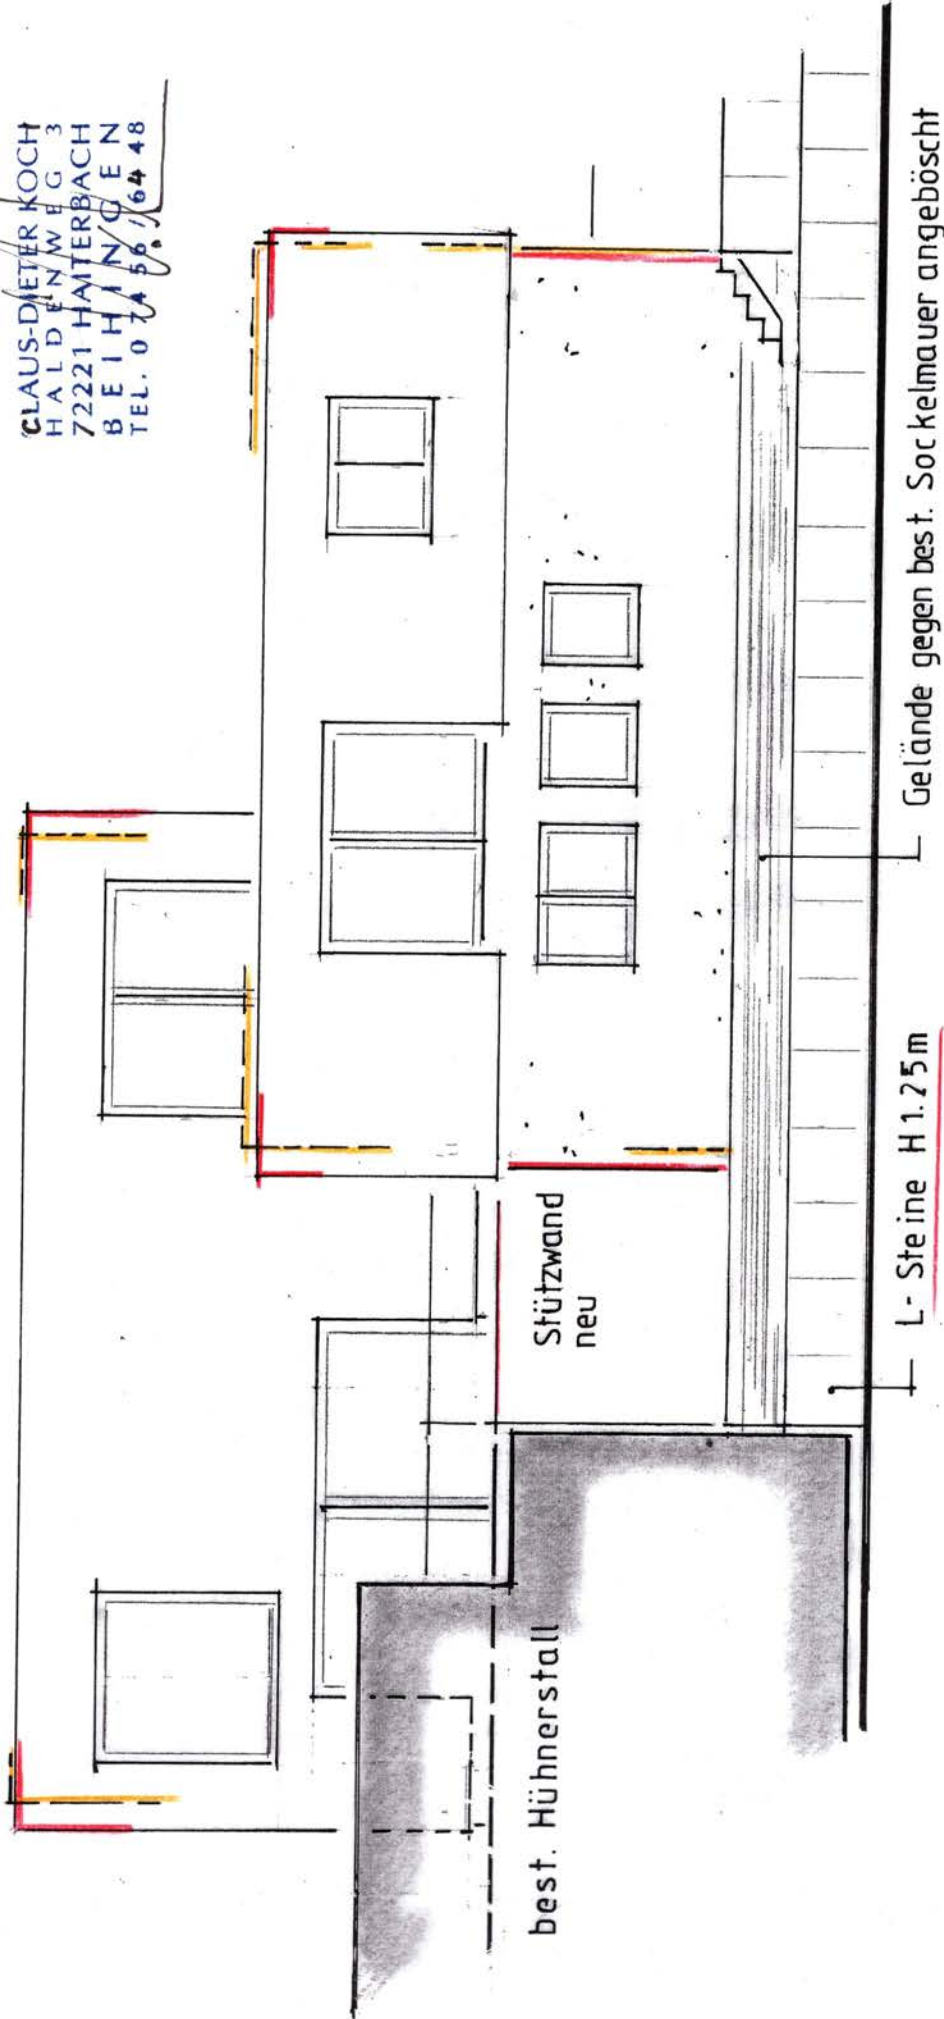 CLAUS-DIETER KOCH
HALDENWEG 3
72221 HAITERBACH
BEIHINGEN
TEL. 07456/6448
Stützwand
neu
best. Hühnerstall
Gelände gegen best. Sockelmauer angeböscht
L-Steine H 1.25m